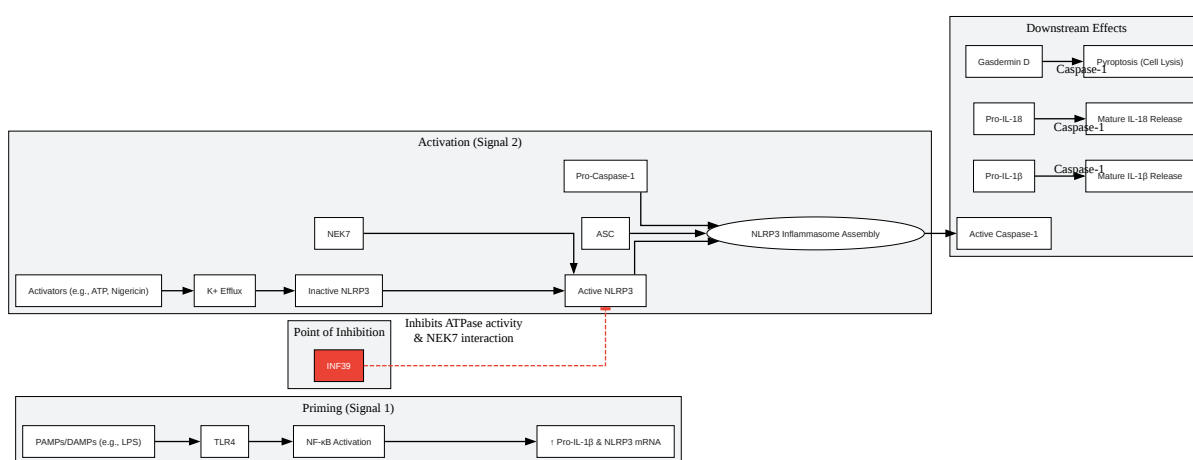 Downstream Effects
Gasdermin D
Pyroptosis (Cell Lysis)
Caspase-1
Pro-IL-18
Mature IL-18 Release
Caspase-1
Caspase-1
Pro-IL-1β
Mature IL-1β Release
Active Caspase-1
Activation (Signal 2)
Pro-Caspase-1
NEK7
ASC
NLRP3 Inflammasome Assembly
Activators (e.g., ATP, Nigericin)
K+ Efflux
Inactive NLRP3
Active NLRP3
Point of Inhibition
INF39
Inhibits ATPase activity
& NEK7 interaction
Priming (Signal 1)
PAMPs/DAMPs (e.g., LPS)
TLR4
NF-κB Activation
↑ Pro-IL-1β & NLRP3 mRNA